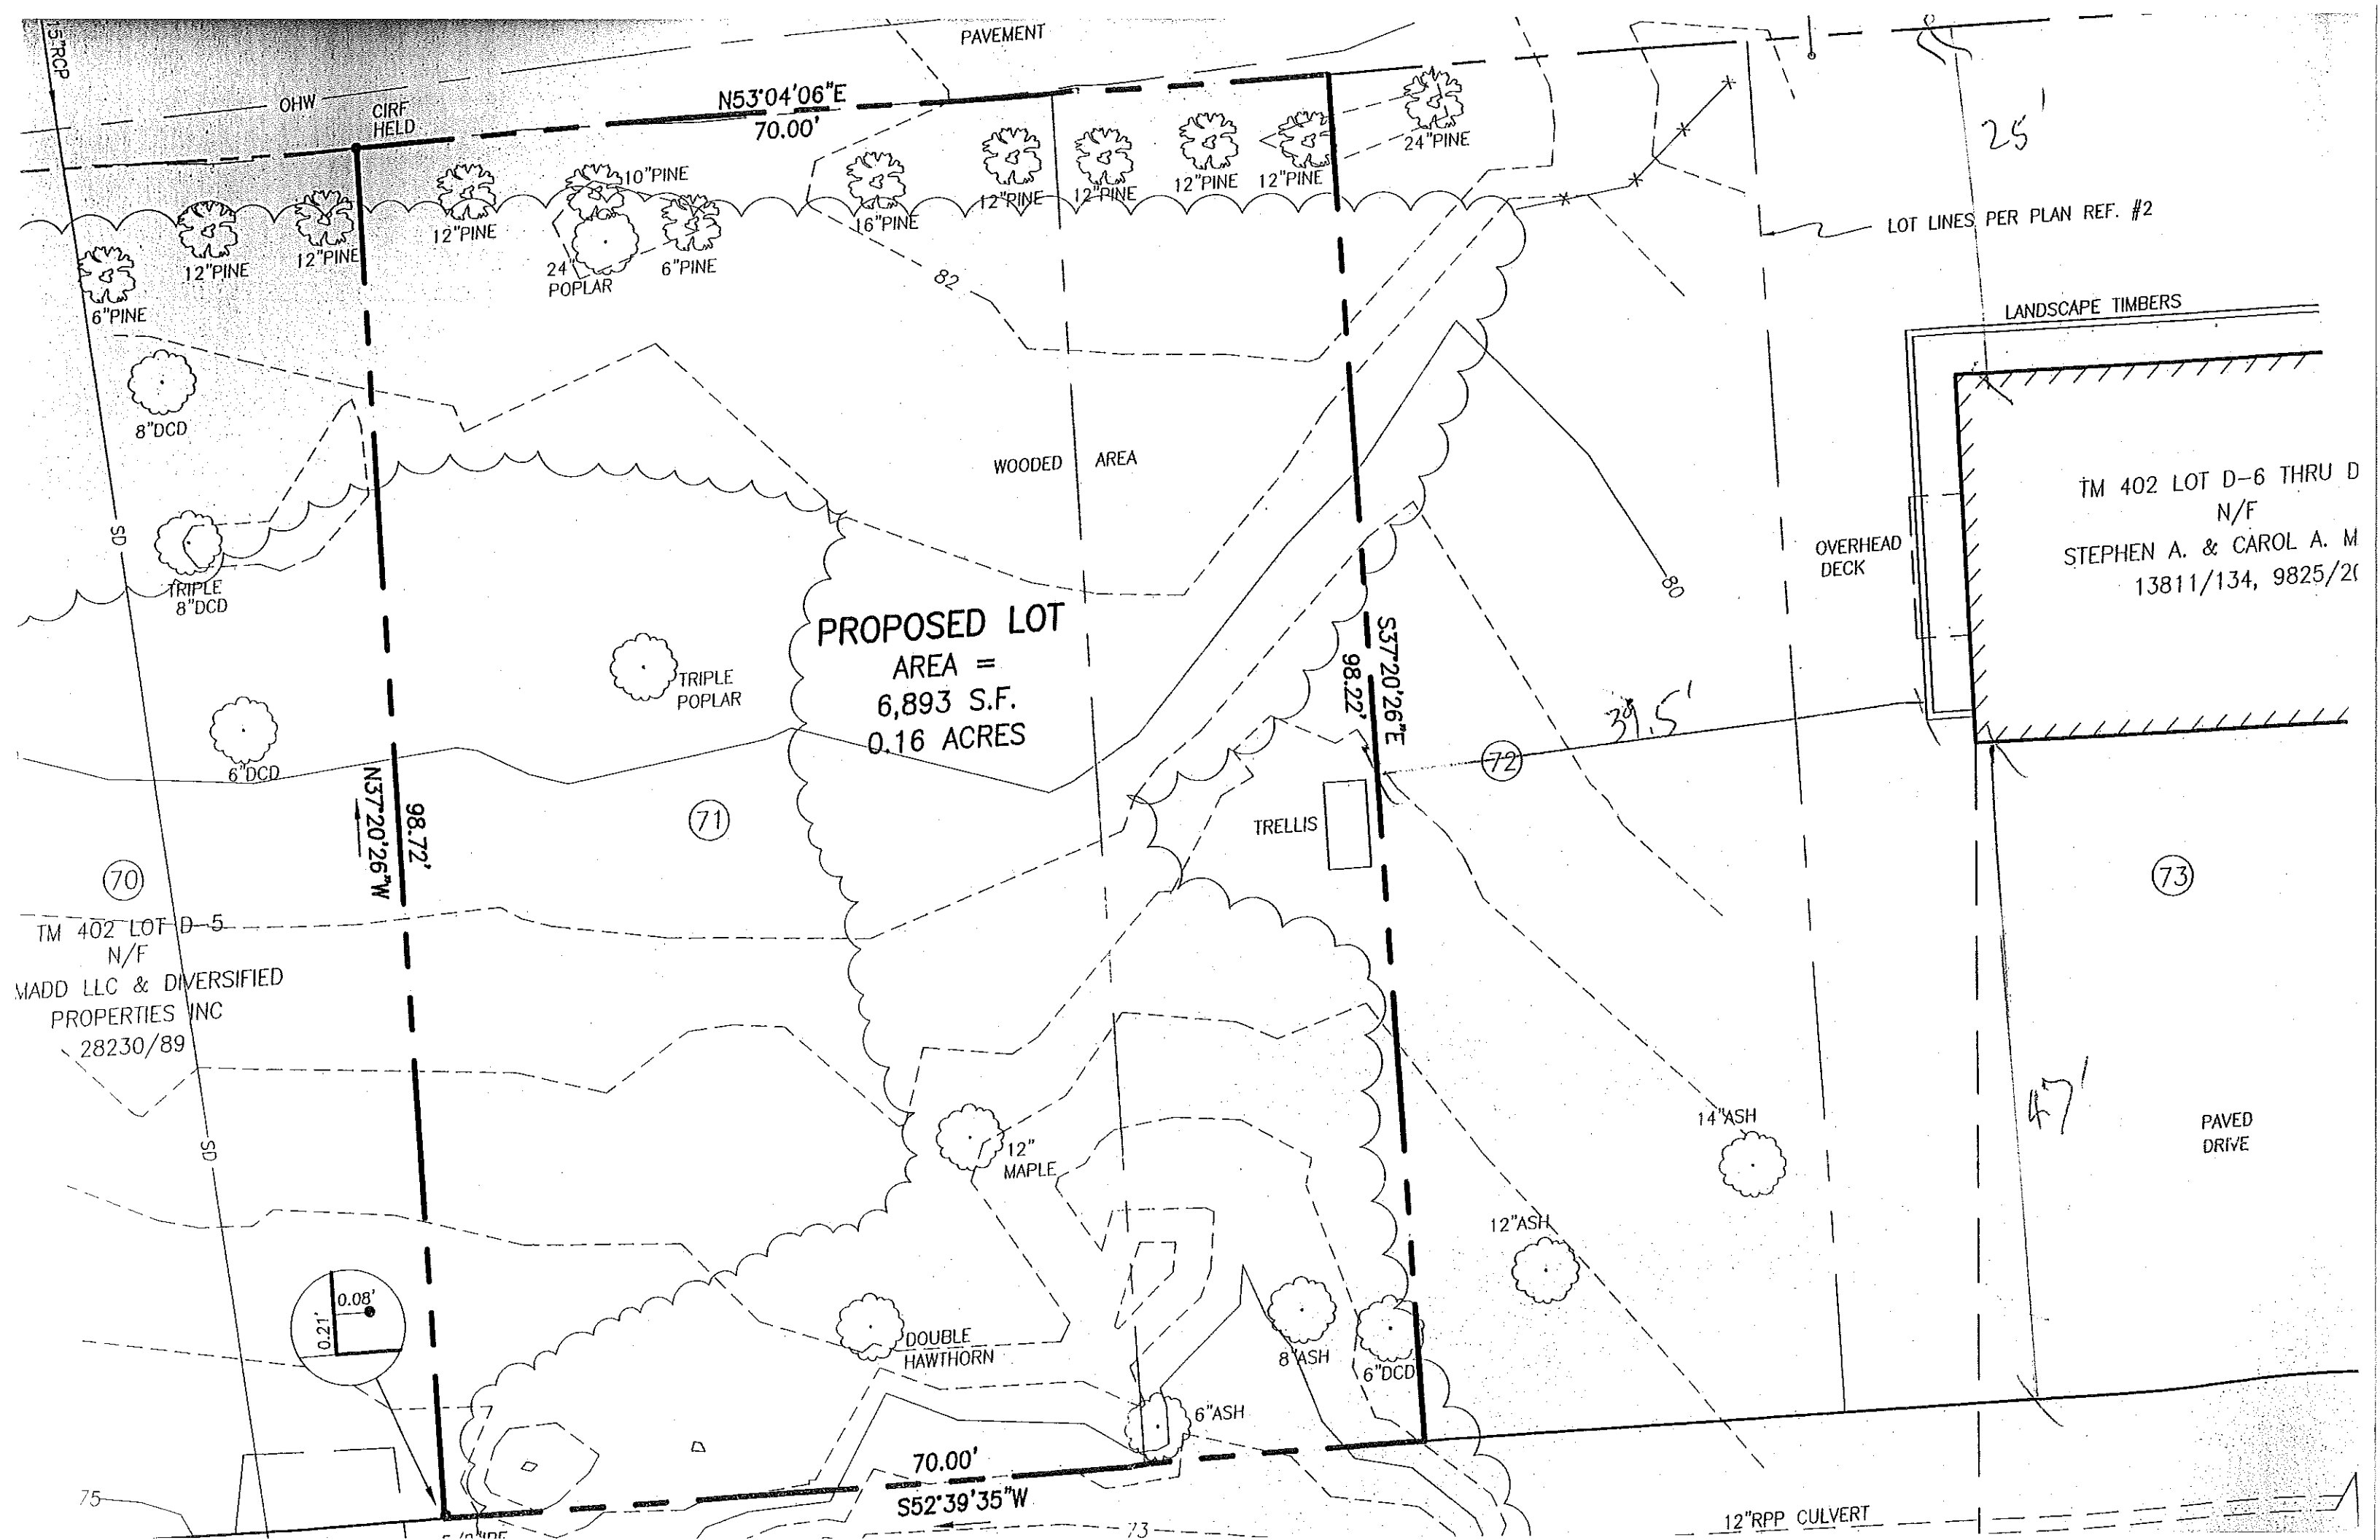 15"RCP
PAVEMENT
OHW
CIRF
HELD
N53°04'06"E
70.00'
25'
24"PINE
10"PINE
12"PINE
12"PINE
12"PINE
12"PINE
16"PINE
12"PINE
12"PINE
12"PINE
6"PINE
24"
POPLAR
6"PINE
82
LOT LINES PER PLAN REF. #2
LANDSCAPE TIMBERS
8"DCD
WOODED AREA
TM 402 LOT D-6 THRU D
N/F
STEPHEN A. & CAROL A. M
13811/134, 9825/2
OVERHEAD
DECK
SD
TRIPLE
8"DCD
80
PROPOSED LOT
AREA =
6,893 S.F.
0.16 ACRES
S37°20'26"E
98.22'
TRIPLE
POPLAR
39.5'
6"DCD
72
N37°20'26"W
98.72'
71
TRELLIS
70
73
TM 402 LOT D-5
N/F
MADD LLC & DIVERSIFIED
PROPERTIES INC
28230/89
47'
14"ASH
PAVED
DRIVE
SD
12"
MAPLE
12"ASH
0.08'
0.21'
DOUBLE
HAWTHORN
8"ASH
6"DCD
6"ASH
70.00'
S52°39'35"W
75
73
12"RPP CULVERT